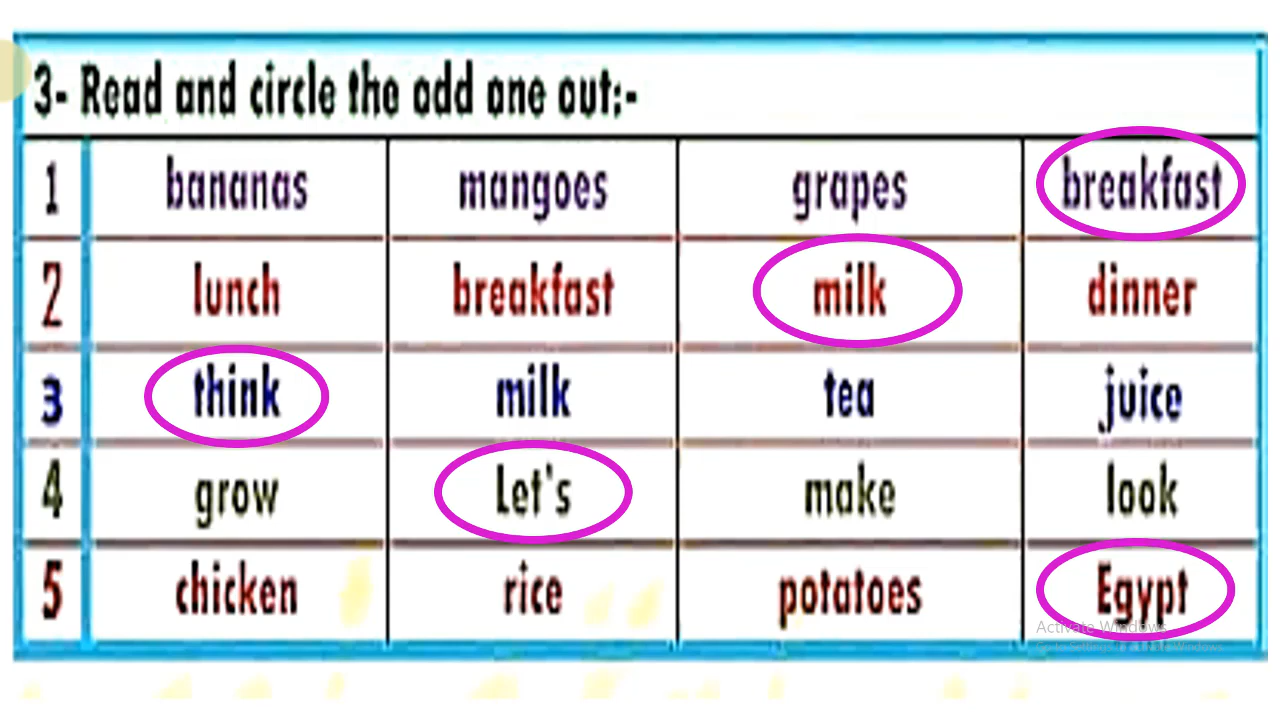 3- Read and circle the odd one out:-
1 bananas mangoes grapes breakfast
2 lunch breakfast milk dinner
3 think milk tea juice
4 grow Let's make look
5 chicken rice potatoes Egypt
Activate Windows